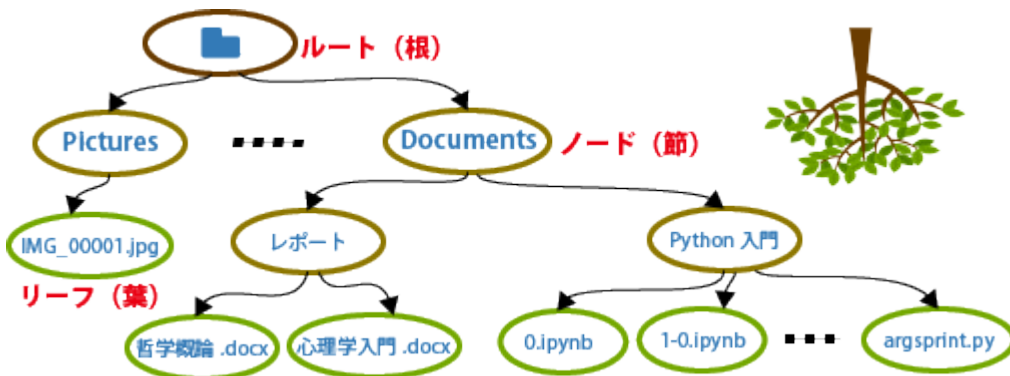 ルート（根）
Pictures
Documents
ノード（節）
IMG_00001.jpg
レポート
Python 入門
リーフ（葉）
哲学概論 .docx
心理学入門 .docx
0.ipynb
1-0.ipynb
argsprint.py